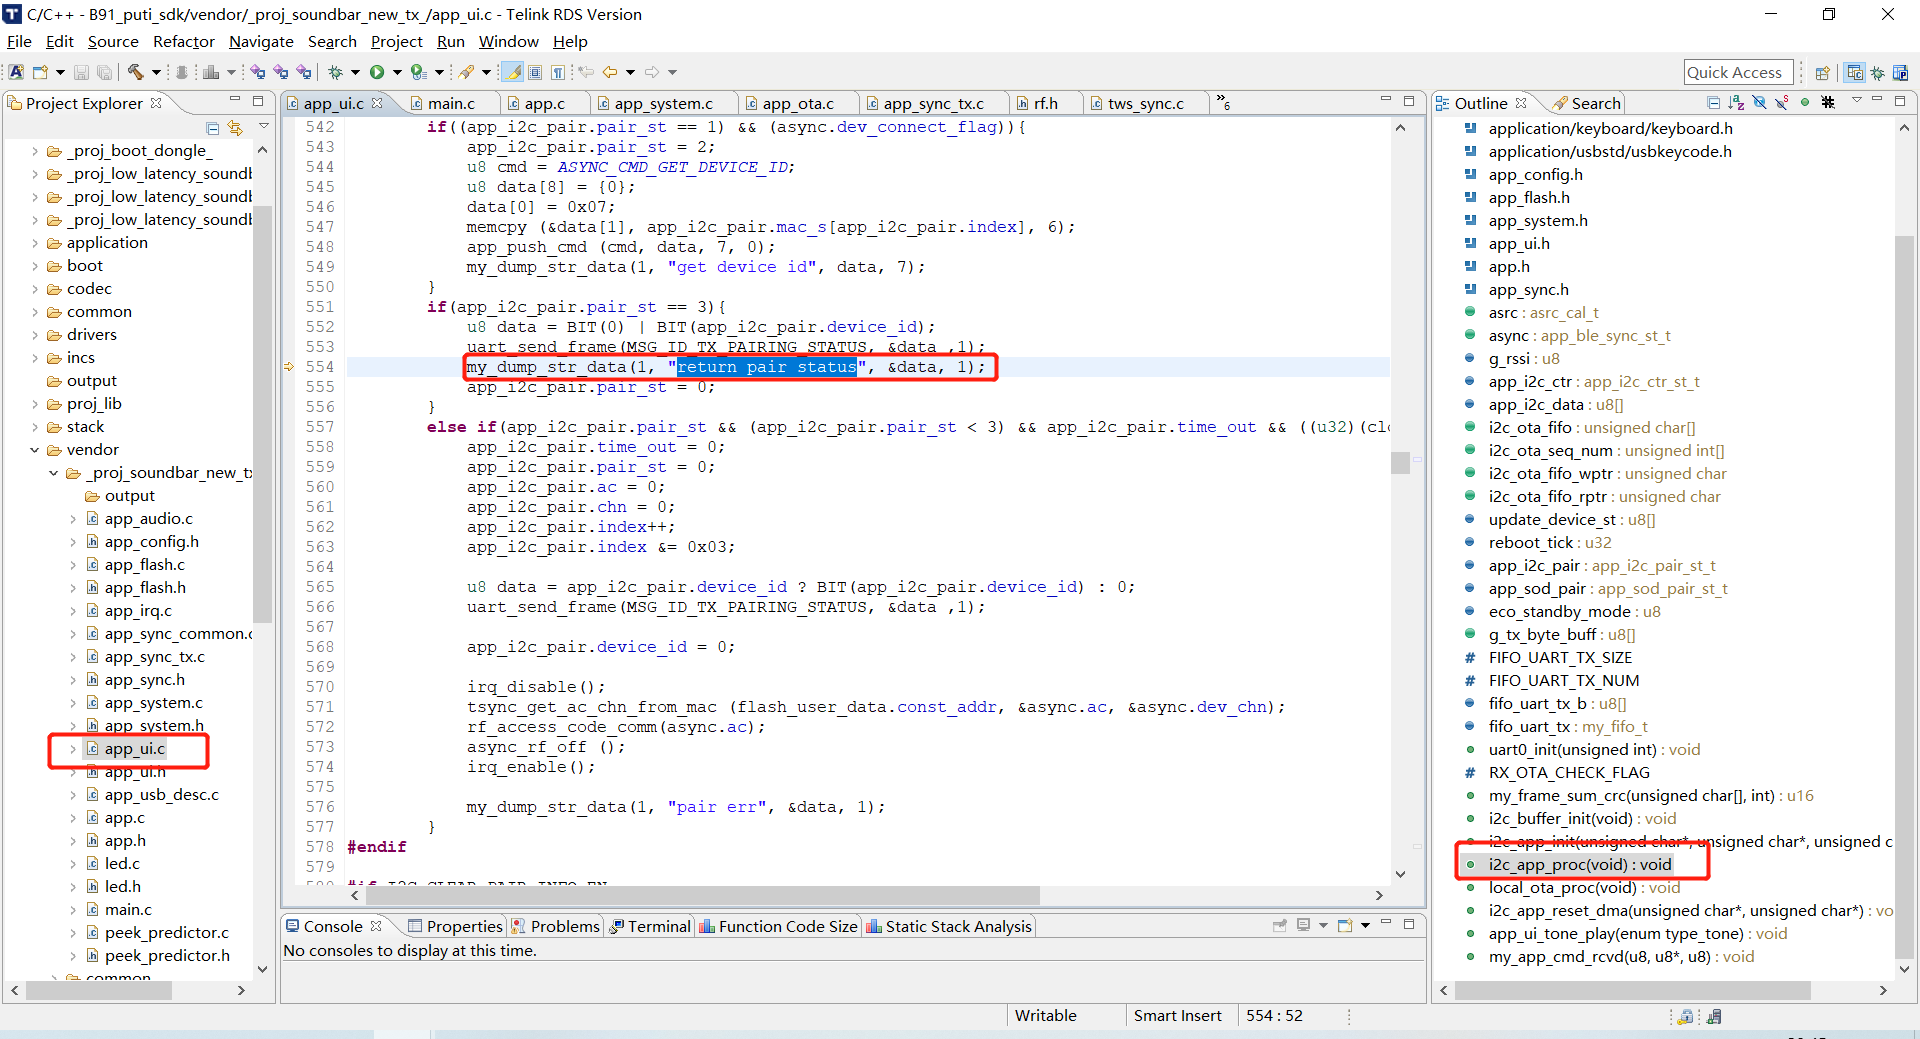 C/C++ - B91_puti_sdk/vendor/_proj_soundbar_new_tx_/app_ui.c - Telink RDS Version
File Edit Source Refactor Navigate Search Project Run Window Help
Quick Access
Project Explorer
_proj_boot_dongle_
_proj_low_latency_soundb
_proj_low_latency_soundb
_proj_low_latency_soundb
application
boot
codec
common
drivers
incs
output
proj_lib
stack
vendor
_proj_soundbar_new_tx
output
app_audio.c
app_config.h
app_flash.c
app_flash.h
app_irq.c
app_sync_common.c
app_sync_tx.c
app_sync.h
app_system.c
app_system.h
app_ui.c
app_ui.h
app_usb_desc.c
app.c
app.h
led.c
led.h
main.c
peek_predictor.c
peek_predictor.h
common
app_ui.c main.c app.c app_system.c app_ota.c app_sync_tx.c rf.h tws_sync.c »6
542 if((app_i2c_pair.pair_st == 1) && (async.dev_connect_flag)){
543 app_i2c_pair.pair_st = 2;
544 u8 cmd = ASYNC_CMD_GET_DEVICE_ID;
545 u8 data[8] = {0};
546 data[0] = 0x07;
547 memcpy (&data[1], app_i2c_pair.mac_s[app_i2c_pair.index], 6);
548 app_push_cmd (cmd, data, 7, 0);
549 my_dump_str_data(1, "get device id", data, 7);
550 }
551 if(app_i2c_pair.pair_st == 3){
552 u8 data = BIT(0) | BIT(app_i2c_pair.device_id);
553 uart_send_frame(MSG_ID_TX_PAIRING_STATUS, &data ,1);
554 my_dump_str_data(1, "return pair status", &data, 1);
555 app_i2c_pair.pair_st = 0;
556 }
557 else if(app_i2c_pair.pair_st && (app_i2c_pair.pair_st < 3) && app_i2c_pair.time_out && ((u32)(clo
558 app_i2c_pair.time_out = 0;
559 app_i2c_pair.pair_st = 0;
560 app_i2c_pair.ac = 0;
561 app_i2c_pair.chn = 0;
562 app_i2c_pair.index++;
563 app_i2c_pair.index &= 0x03;
564
565 u8 data = app_i2c_pair.device_id ? BIT(app_i2c_pair.device_id) : 0;
566 uart_send_frame(MSG_ID_TX_PAIRING_STATUS, &data ,1);
567
568 app_i2c_pair.device_id = 0;
569
570 irq_disable();
571 tsync_get_ac_chn_from_mac (flash_user_data.const_addr, &async.ac, &async.dev_chn);
572 rf_access_code_comm(async.ac);
573 async_rf_off ();
574 irq_enable();
575
576 my_dump_str_data(1, "pair err", &data, 1);
577 }
578 #endif
579
580 #if I2C_CLEAR_PAIR_INFO_EN
Console Properties Problems Terminal Function Code Size Static Stack Analysis
No consoles to display at this time.
Outline Search
application/keyboard/keyboard.h
application/usbstd/usbkeycode.h
app_config.h
app_flash.h
app_system.h
app_ui.h
app.h
app_sync.h
asrc : asrc_cal_t
async : app_ble_sync_st_t
g_rssi : u8
app_i2c_ctr : app_i2c_ctr_st_t
app_i2c_data : u8[]
i2c_ota_fifo : unsigned char[]
i2c_ota_seq_num : unsigned int[]
i2c_ota_fifo_wptr : unsigned char
i2c_ota_fifo_rptr : unsigned char
update_device_st : u8[]
reboot_tick : u32
app_i2c_pair : app_i2c_pair_st_t
app_sod_pair : app_sod_pair_st_t
eco_standby_mode : u8
g_tx_byte_buff : u8[]
# FIFO_UART_TX_SIZE
# FIFO_UART_TX_NUM
fifo_uart_tx_b : u8[]
fifo_uart_tx : my_fifo_t
uart0_init(unsigned int) : void
# RX_OTA_CHECK_FLAG
my_frame_sum_crc(unsigned char[], int) : u16
i2c_buffer_init(void) : void
i2c_app_init(unsigned char*, unsigned char*, unsigned c
i2c_app_proc(void) : void
local_ota_proc(void) : void
i2c_app_reset_dma(unsigned char*, unsigned char*) : vo
app_ui_tone_play(enum type_tone) : void
my_app_cmd_rcvd(u8, u8*, u8) : void
Writable Smart Insert 554 : 52